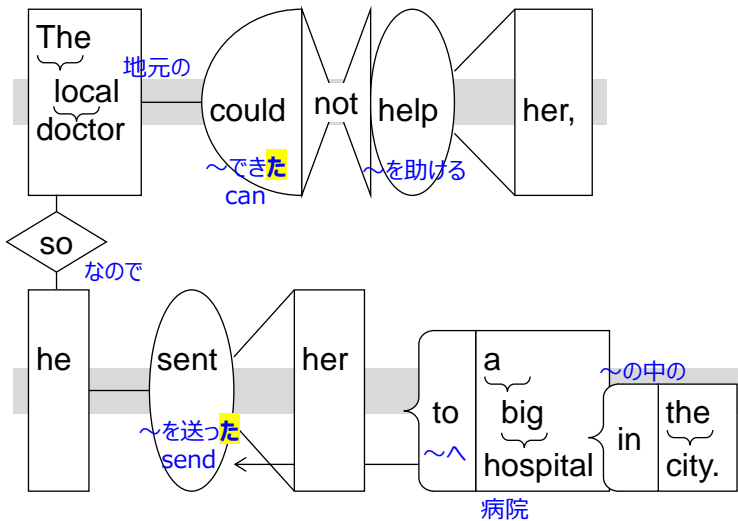 The
地元の
local
doctor
could
not
help
her,
～できた
～を助ける
can
so
なので
he
sent
her
to
a
～の中の
big
in
the
～を送った
～へ
send
hospital
city.
病院